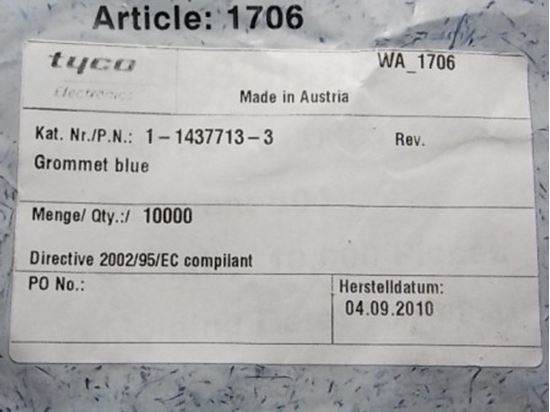 Article: 1706
tyco
Electronics
WA_1706
Made in Austria
Kat. Nr./P.N.: 1-1437713-3
Rev.
Grommet blue
Menge/ Qty.:/ 10000
Directive 2002/95/EC compilant
PO No.:
Herstelldatum:
04.09.2010